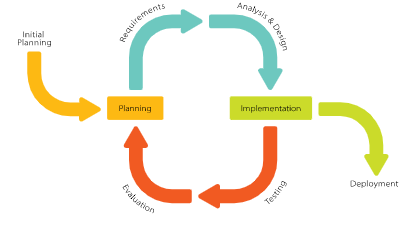 Requirements
Analysis & Design
Initial
Planning
Planning
Implementation
Deployment
Evaluation
Testing